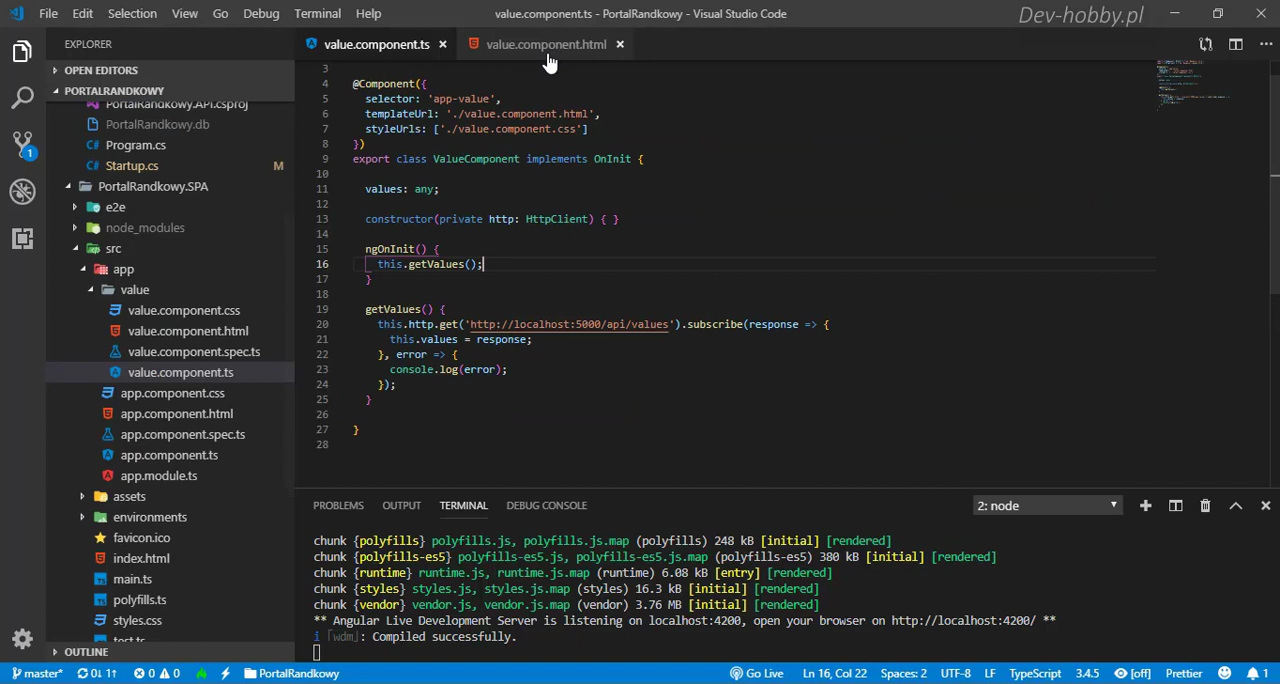 File Edit Selection View Go Debug Terminal Help
value.component.ts - PortalRandkowy - Visual Studio Code
Dev-hobby.pl
EXPLORER
value.component.ts
value.component.html
OPEN EDITORS
PORTALRANDKOWY
PortalRandkowy.API.csproj
PortalRandkowy.db
Program.cs
Startup.cs M
PortalRandkowy.SPA
e2e
node_modules
src
app
value
value.component.css
value.component.html
value.component.spec.ts
value.component.ts
app.component.css
app.component.html
app.component.spec.ts
app.component.ts
app.module.ts
assets
environments
favicon.ico
index.html
main.ts
polyfills.ts
styles.css
test.ts
OUTLINE
3
4 @Component({
5 selector: 'app-value',
6 templateUrl: './value.component.html',
7 styleUrls: ['./value.component.css']
8 })
9 export class ValueComponent implements OnInit {
10
11 values: any;
12
13 constructor(private http: HttpClient) { }
14
15 ngOnInit() {
16 this.getValues();
17 }
18
19 getValues() {
20 this.http.get('http://localhost:5000/api/values').subscribe(response => {
21 this.values = response;
22 }, error => {
23 console.log(error);
24 });
25 }
26
27 }
28
PROBLEMS OUTPUT TERMINAL DEBUG CONSOLE
2: node
chunk {polyfills} polyfills.js, polyfills.js.map (polyfills) 248 kB [initial] [rendered]
chunk {polyfills-es5} polyfills-es5.js, polyfills-es5.js.map (polyfills-es5) 380 kB [initial] [rendered]
chunk {runtime} runtime.js, runtime.js.map (runtime) 6.08 kB [entry] [rendered]
chunk {styles} styles.js, styles.js.map (styles) 16.3 kB [initial] [rendered]
chunk {vendor} vendor.js, vendor.js.map (vendor) 3.76 MB [initial] [rendered]
** Angular Live Development Server is listening on localhost:4200, open your browser on http://localhost:4200/ **
i ｢wdm｣: Compiled successfully.
1
master* 0↓ 1↑ 0 0 PortalRandkowy
Go Live Ln 16, Col 22 Spaces: 2 UTF-8 LF TypeScript 3.4.5 [off] Prettier 1